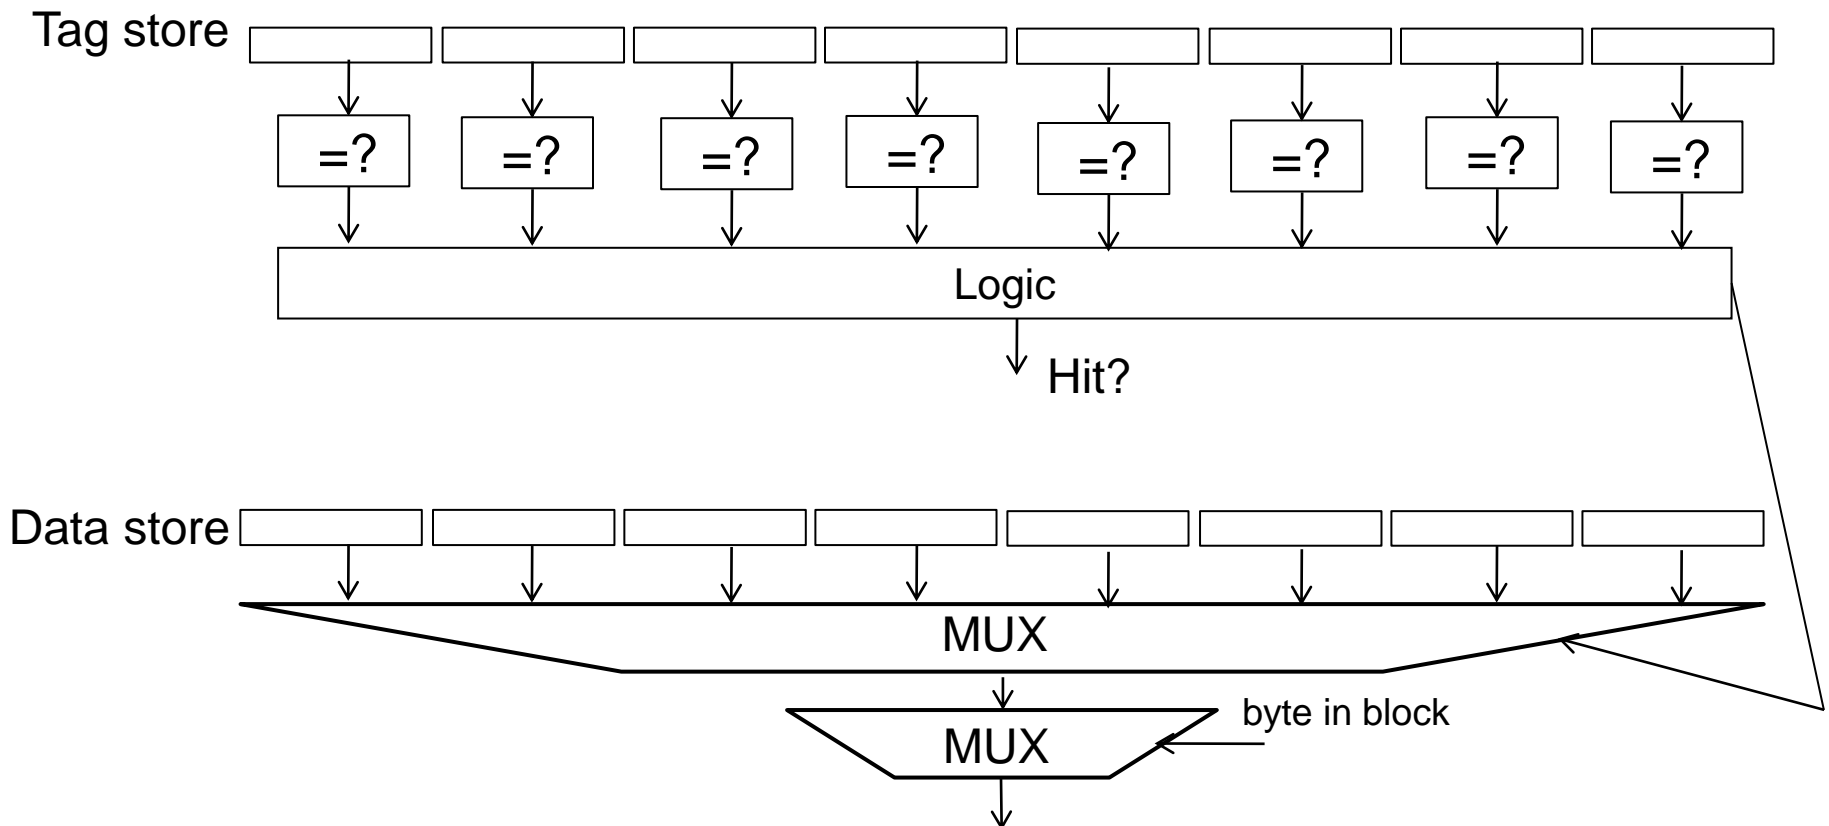 Tag store
=?
=?
=?
=?
=?
=?
=?
=?
Logic
Hit?
Data store
MUX
byte in block
MUX